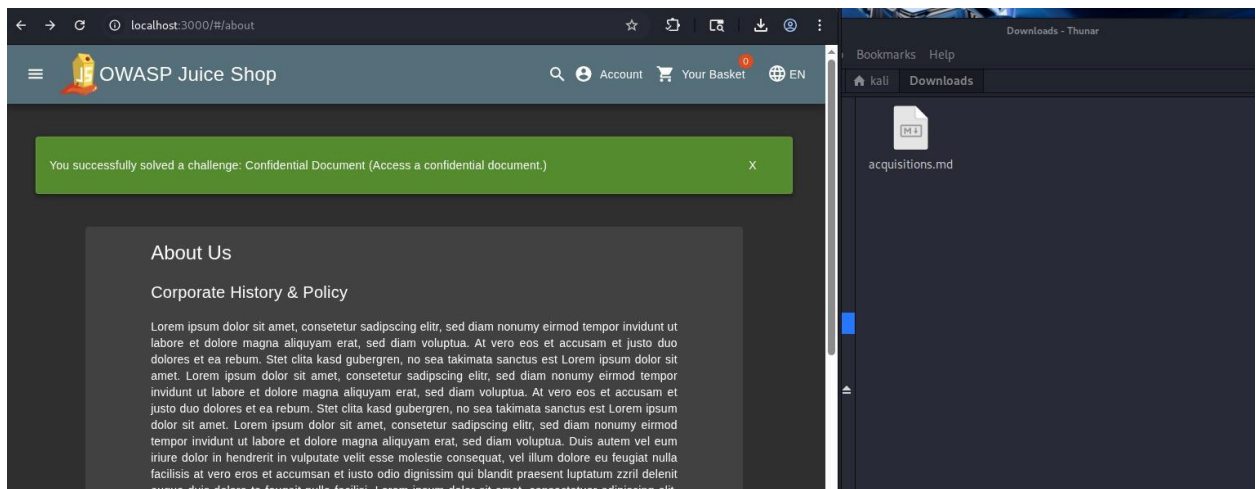 localhost:3000/#/about
OWASP Juice Shop
Account
Your Basket
0
EN
You successfully solved a challenge: Confidential Document (Access a confidential document.)
X
About Us
Corporate History & Policy
Lorem ipsum dolor sit amet, consetetur sadipscing elitr, sed diam nonumy eirmod tempor invidunt ut
labore et dolore magna aliquyam erat, sed diam voluptua. At vero eos et accusam et justo duo
dolores et ea rebum. Stet clita kasd gubergren, no sea takimata sanctus est Lorem ipsum dolor sit
amet. Lorem ipsum dolor sit amet, consetetur sadipscing elitr, sed diam nonumy eirmod tempor
invidunt ut labore et dolore magna aliquyam erat, sed diam voluptua. At vero eos et accusam et
justo duo dolores et ea rebum. Stet clita kasd gubergren, no sea takimata sanctus est Lorem ipsum
dolor sit amet. Lorem ipsum dolor sit amet, consetetur sadipscing elitr, sed diam nonumy eirmod
tempor invidunt ut labore et dolore magna aliquyam erat, sed diam voluptua. Duis autem vel eum
iriure dolor in hendrerit in vulputate velit esse molestie consequat, vel illum dolore eu feugiat nulla
facilisis at vero eros et accumsan et iusto odio dignissim qui blandit praesent luptatum zzril delenit
Downloads - Thunar
Bookmarks Help
kali Downloads
M
acquisitions.md